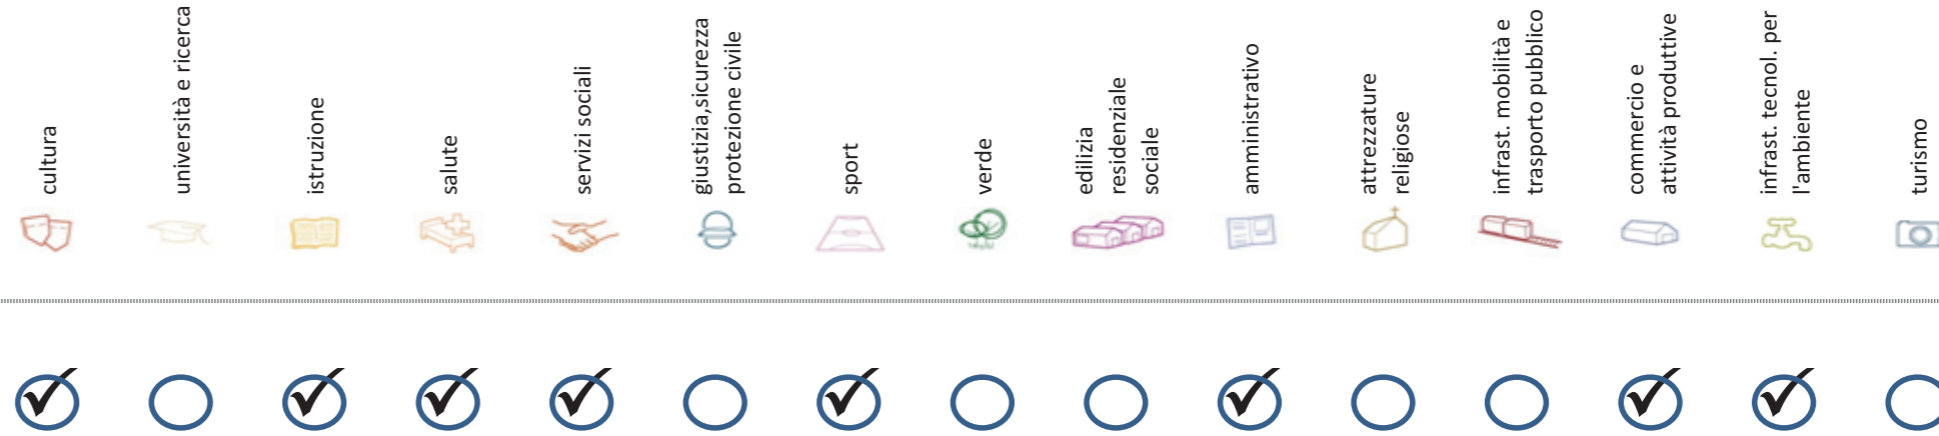 cultura
università e ricerca
istruzione
salute
servizi sociali
giustizia,sicurezza
protezione civile
sport
verde
edilizia
residenziale
sociale
amministrativo
attrezzature
religiose
infrast. mobilità e
trasporto pubblico
commercio e
attività produttive
infrast. tecnol. per
l'ambiente
turismo